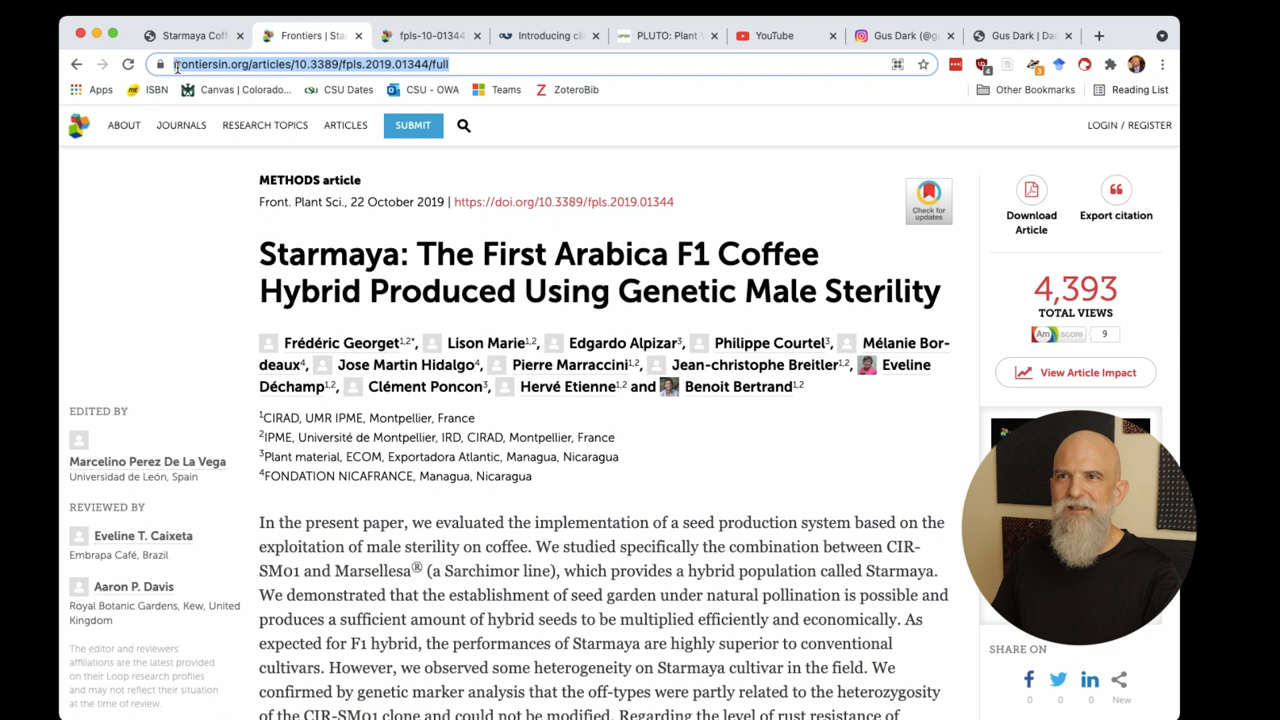 Starmaya Coff
Frontiers | Sta
fpls-10-01344
Introducing cli
PLUTO: Plant V
YouTube
Gus Dark (@g
Gus Dark | Da
frontiersin.org/articles/10.3389/fpls.2019.01344/full
4
3
Apps
ISBN
Canvas | Colorado...
CSU Dates
CSU - OWA
Teams
ZoteroBib
Other Bookmarks
Reading List
ABOUT
JOURNALS
RESEARCH TOPICS
ARTICLES
SUBMIT
LOGIN / REGISTER
METHODS article
Front. Plant Sci., 22 October 2019 | https://doi.org/10.3389/fpls.2019.01344
Check for
updates
Download
Article
Export citation
Starmaya: The First Arabica F1 Coffee
Hybrid Produced Using Genetic Male Sterility
4,393
TOTAL VIEWS
Am score 9
View Article Impact
Frédéric Georget1,2*, Lison Marie1,2, Edgardo Alpizar3, Philippe Courtel3, Mélanie Bor-
deaux4, Jose Martin Hidalgo4, Pierre Marraccini1,2, Jean-christophe Breitler1,2, Eveline
Déchamp1,2, Clément Poncon3, Hervé Etienne1,2 and Benoit Bertrand1,2
1CIRAD, UMR IPME, Montpellier, France
2IPME, Université de Montpellier, IRD, CIRAD, Montpellier, France
3Plant material, ECOM, Exportadora Atlantic, Managua, Nicaragua
4FONDATION NICAFRANCE, Managua, Nicaragua
EDITED BY
Marcelino Perez De La Vega
Universidad de León, Spain
REVIEWED BY
Eveline T. Caixeta
Embrapa Café, Brazil
Aaron P. Davis
Royal Botanic Gardens, Kew, United
Kingdom
The editor and reviewers'
affiliations are the latest provided
on their Loop research profiles
and may not reflect their situation
at the time of review.
In the present paper, we evaluated the implementation of a seed production system based on the
exploitation of male sterility on coffee. We studied specifically the combination between CIR-
SM01 and Marsellesa® (a Sarchimor line), which provides a hybrid population called Starmaya.
We demonstrated that the establishment of seed garden under natural pollination is possible and
produces a sufficient amount of hybrid seeds to be multiplied efficiently and economically. As
expected for F1 hybrid, the performances of Starmaya are highly superior to conventional
cultivars. However, we observed some heterogeneity on Starmaya cultivar in the field. We
confirmed by genetic marker analysis that the off-types were partly related to the heterozygosity
of the CIR-SM01 clone and could not be modified. Regarding the level of rust resistance of
SHARE ON
0
0
0
New